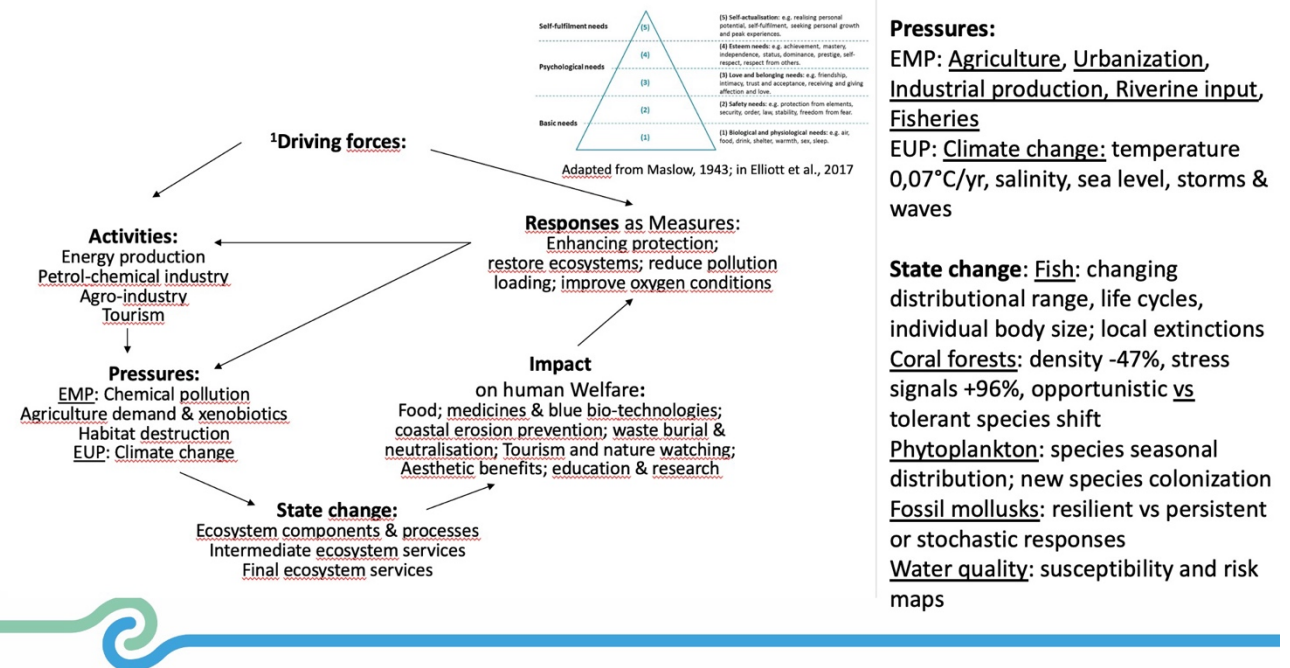 Self-fulfilment needs
(5)
(5) Self-actualisation: e.g. realising personal
potential, self-fulfilment, seeking personal growth
and peak experiences.
Psychological needs
(4)
(4) Esteem needs: e.g. achievement, mastery,
independence, status, dominance, prestige, self-
respect, respect from others.
(3)
(3) Love and belonging needs: e.g. friendship,
intimacy, trust and acceptance, receiving and giving
affection and love.
Basic needs
(2)
(2) Safety needs: e.g. protection from elements,
security, order, law, stability, freedom from fear.
(1)
(1) Biological and physiological needs: e.g. air,
food, drink, shelter, warmth, sex, sleep.
Adapted from Maslow, 1943; in Elliott et al., 2017
¹Driving forces:
Activities:
Energy production
Petrol-chemical industry
Agro-industry
Tourism
Responses as Measures:
Enhancing protection;
restore ecosystems; reduce pollution
loading; improve oxygen conditions
Pressures:
EMP: Chemical pollution
Agriculture demand & xenobiotics
Habitat destruction
EUP: Climate change
Impact
on human Welfare:
Food; medicines & blue bio-technologies;
coastal erosion prevention; waste burial &
neutralisation; Tourism and nature watching;
Aesthetic benefits; education & research
State change:
Ecosystem components & processes
Intermediate ecosystem services
Final ecosystem services
Pressures:
EMP: Agriculture, Urbanization,
Industrial production, Riverine input,
Fisheries
EUP: Climate change: temperature
0,07°C/yr, salinity, sea level, storms &
waves
State change: Fish: changing
distributional range, life cycles,
individual body size; local extinctions
Coral forests: density -47%, stress
signals +96%, opportunistic vs
tolerant species shift
Phytoplankton: species seasonal
distribution; new species colonization
Fossil mollusks: resilient vs persistent
or stochastic responses
Water quality: susceptibility and risk
maps